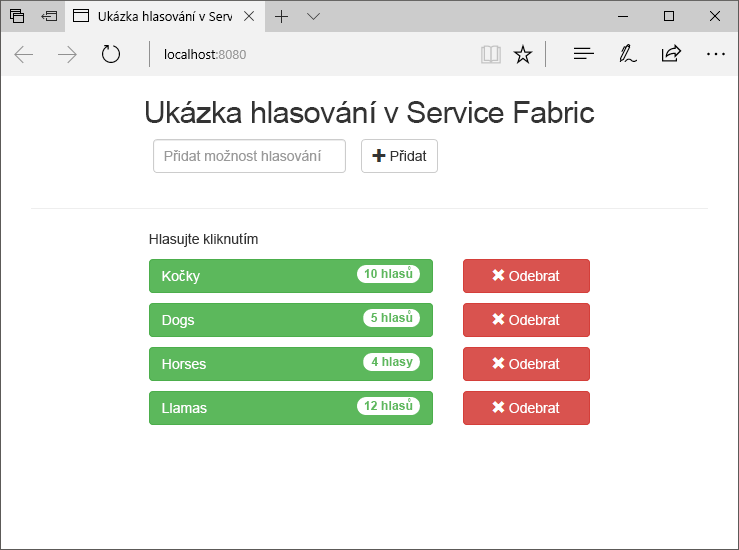 Ukázka hlasování v Serv
localhost:8080
Ukázka hlasování v Service Fabric
Přidat možnost hlasování
Přidat
Hlasujte kliknutím
Kočky 10 hlasů Odebrat
Dogs 5 hlasů Odebrat
Horses 4 hlasy Odebrat
Llamas 12 hlasů Odebrat